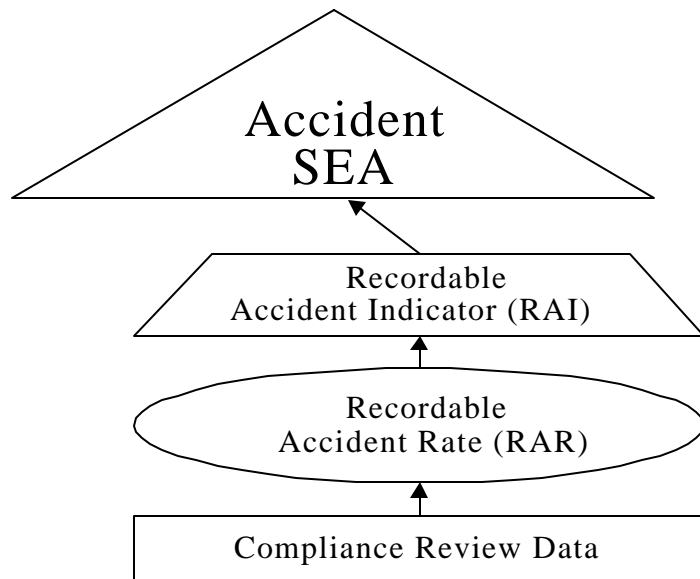 Accident
SEA
Recordable
Accident Indicator (RAI)
Recordable
Accident Rate (RAR)
Compliance Review Data